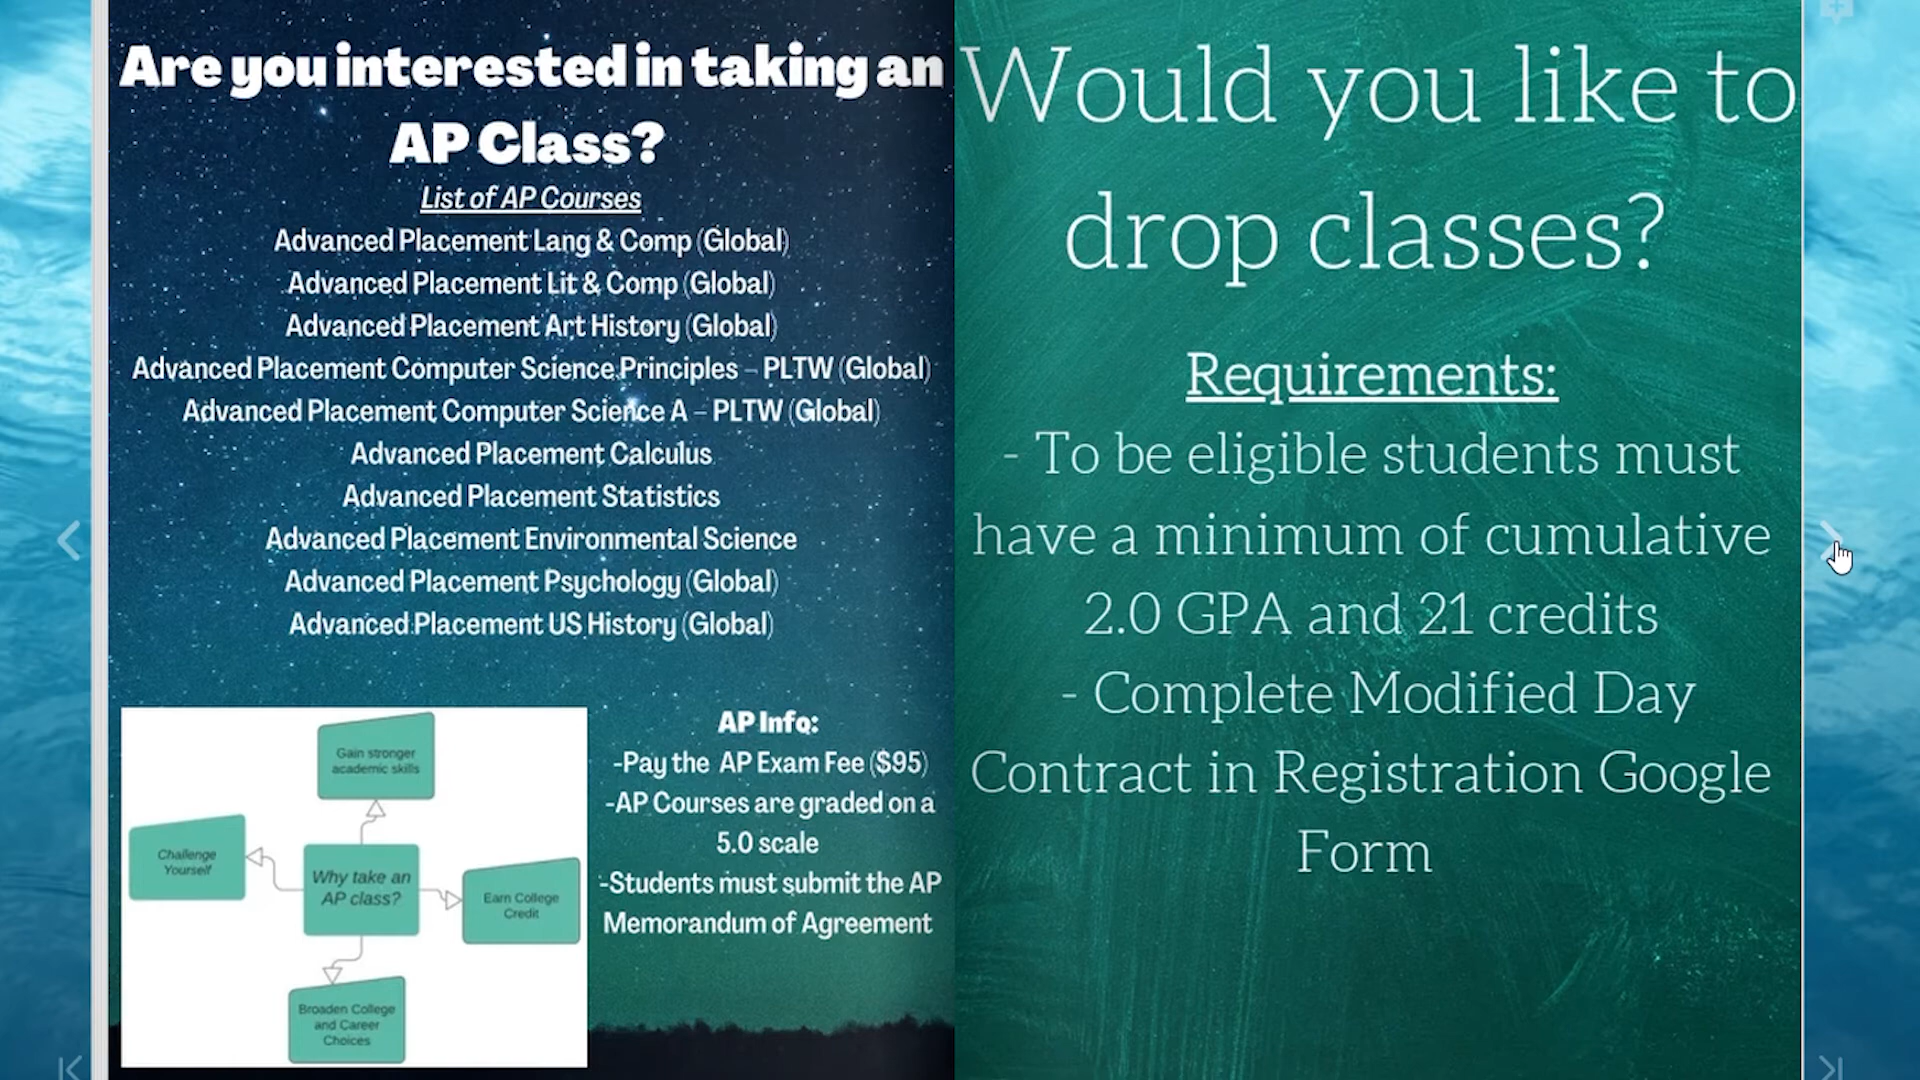 Are you interested in taking an
AP Class?
List of AP Courses
Advanced Placement Lang & Comp (Global)
Advanced Placement Lit & Comp (Global)
Advanced Placement Art History (Global)
Advanced Placement Computer Science Principles – PLTW (Global)
Advanced Placement Computer Science A – PLTW (Global)
Advanced Placement Calculus
Advanced Placement Statistics
Advanced Placement Environmental Science
Advanced Placement Psychology (Global)
Advanced Placement US History (Global)
Gain stronger
academic skills
Challenge
Yourself
Why take an
AP class?
Earn College
Credit
Broaden College
and Career
Choices
AP Info:
-Pay the AP Exam Fee ($95)
-AP Courses are graded on a
5.0 scale
-Students must submit the AP
Memorandum of Agreement
Would you like to
drop classes?
Requirements:
- To be eligible students must
have a minimum of cumulative
2.0 GPA and 21 credits
- Complete Modified Day
Contract in Registration Google
Form